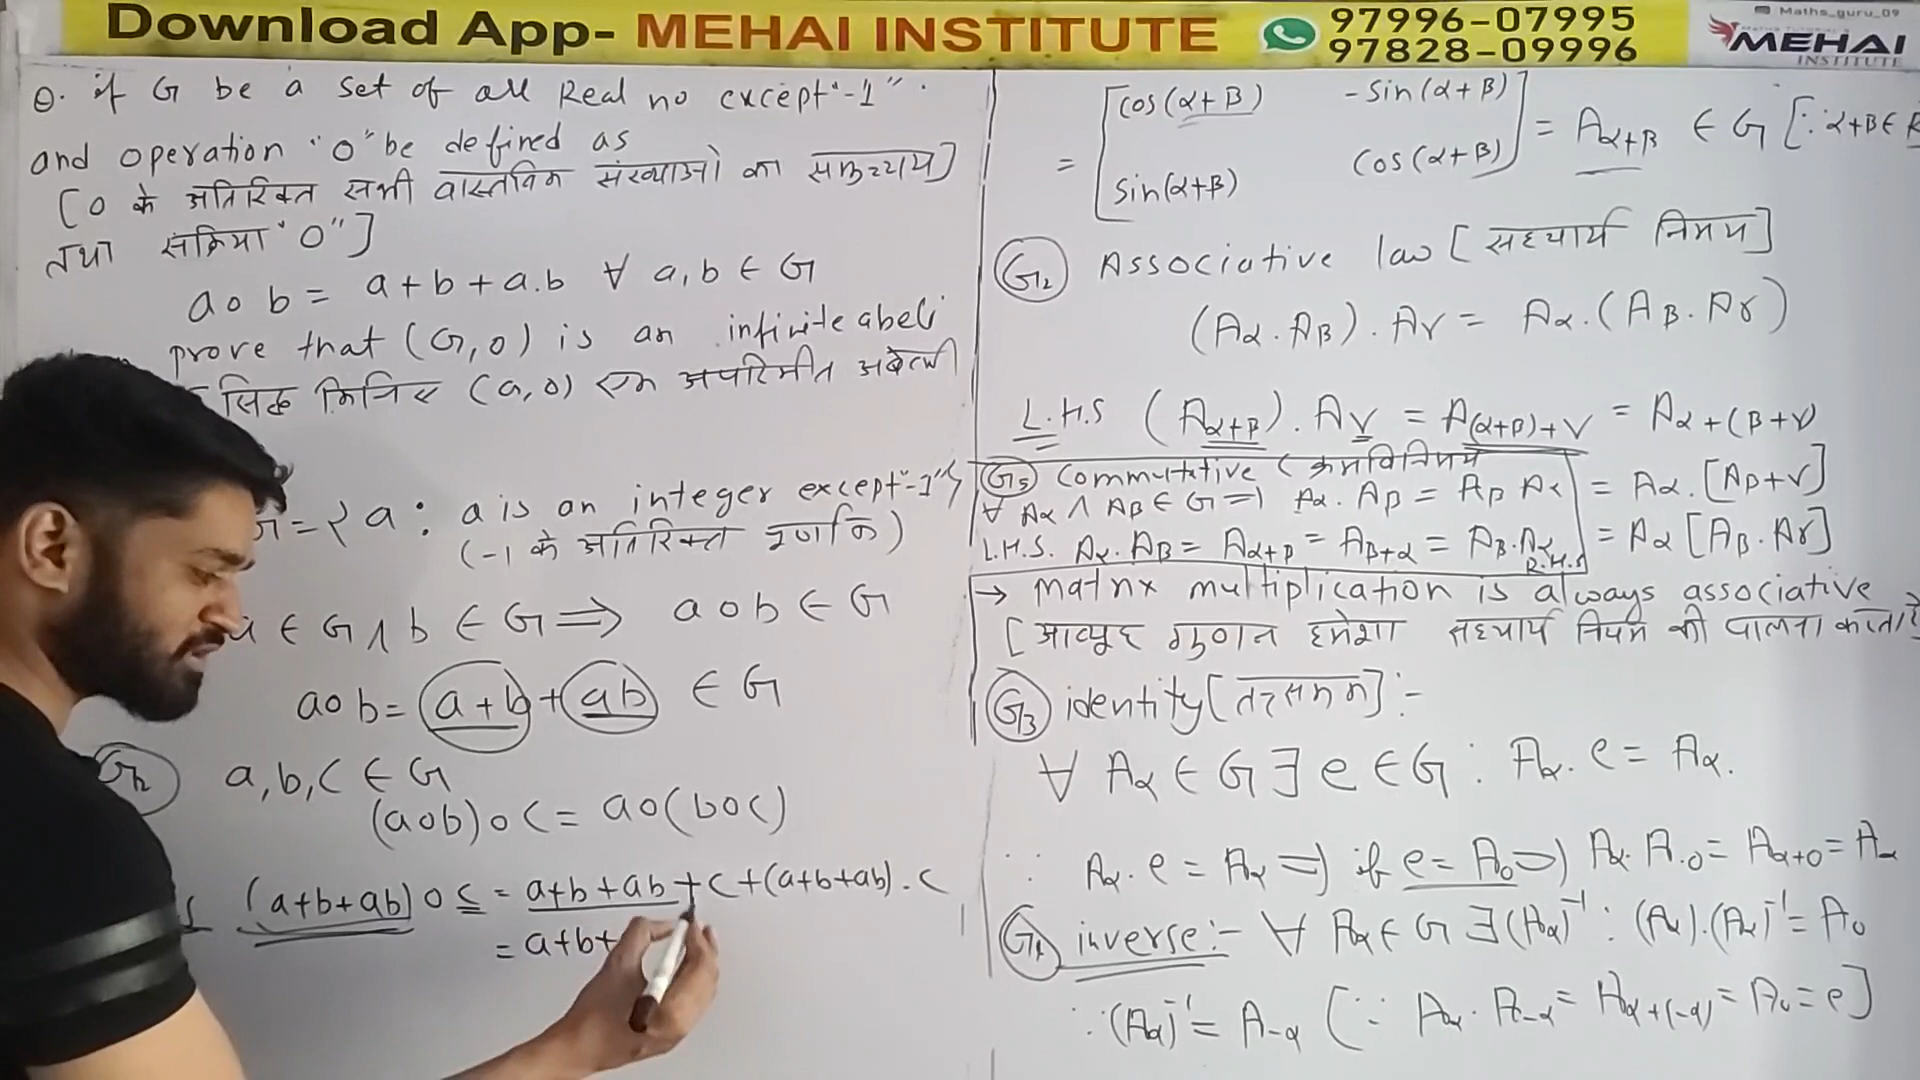 Download App- MEHAI INSTITUTE
97996-07995
97828-09996
Maths_guru_09
MEHAI
INSTITUTE
Q. if G be a set of all Real no except "-1"
and operation "o" be defined as
[0 के अतिरिक्त सभी वास्तविक संख्याओं का समुच्चय]
तथा संक्रिया "o"]
a o b = a+b+a.b ∀ a,b ∈ G
prove that (G,o) is an infinite abeli
सिद्ध किजिए (G,o) एक अपरिमीत अबेली
G={a: a is an integer except "-1"}
(-1 के अतिरिक्त पूर्णांक)
a ∈ G ∧ b ∈ G ⟹ a o b ∈ G
a o b = (a+b)+(ab) ∈ G
G2 a,b,c ∈ G
(a o b) o c = a o (b o c)
(a+b+ab) o c = a+b+ab+c+(a+b+ab).c
= a+b+
= [cos(α+β) -sin(α+β)
sin(α+β) cos(α+β)] = Aα+β ∈ G [∵ α+β ∈ R
G2 Associative law [सहचार्य नियम]
(Aα.Aβ).Aγ = Aα.(Aβ.Aγ)
L.H.S (Aα+β).Aγ = A(α+β)+γ = Aα+(β+γ)
= Aα.[Aβ+γ]
= Aα[Aβ.Aγ]
G5 Commutative (क्रमविनिमय
∀ Aα ∧ Aβ ∈ G ⟹ Aα.Aβ = Aβ Aα
L.H.S. Aα.Aβ = Aα+β = Aβ+α = Aβ.Aα
R.H.S
→ matrix multiplication is always associative
[आव्यूह गुणन हमेशा सहचार्य नियम की पालना करता है
G3 identity [तत्समक]:-
∀ Aα ∈ G ∃ e ∈ G : Aα.e = Aα.
∵ Aα.e = Aα ⟹ if e = A0 ⟹ Aα.A0 = Aα+0 = Aα
G4 inverse:- ∀ Aα ∈ G ∃ (Aα)⁻¹ : (Aα).(Aα)⁻¹ = A0
∵ (Aα)⁻¹ = A-α (∵ Aα.A-α = Aα+(-α) = A0 = e]